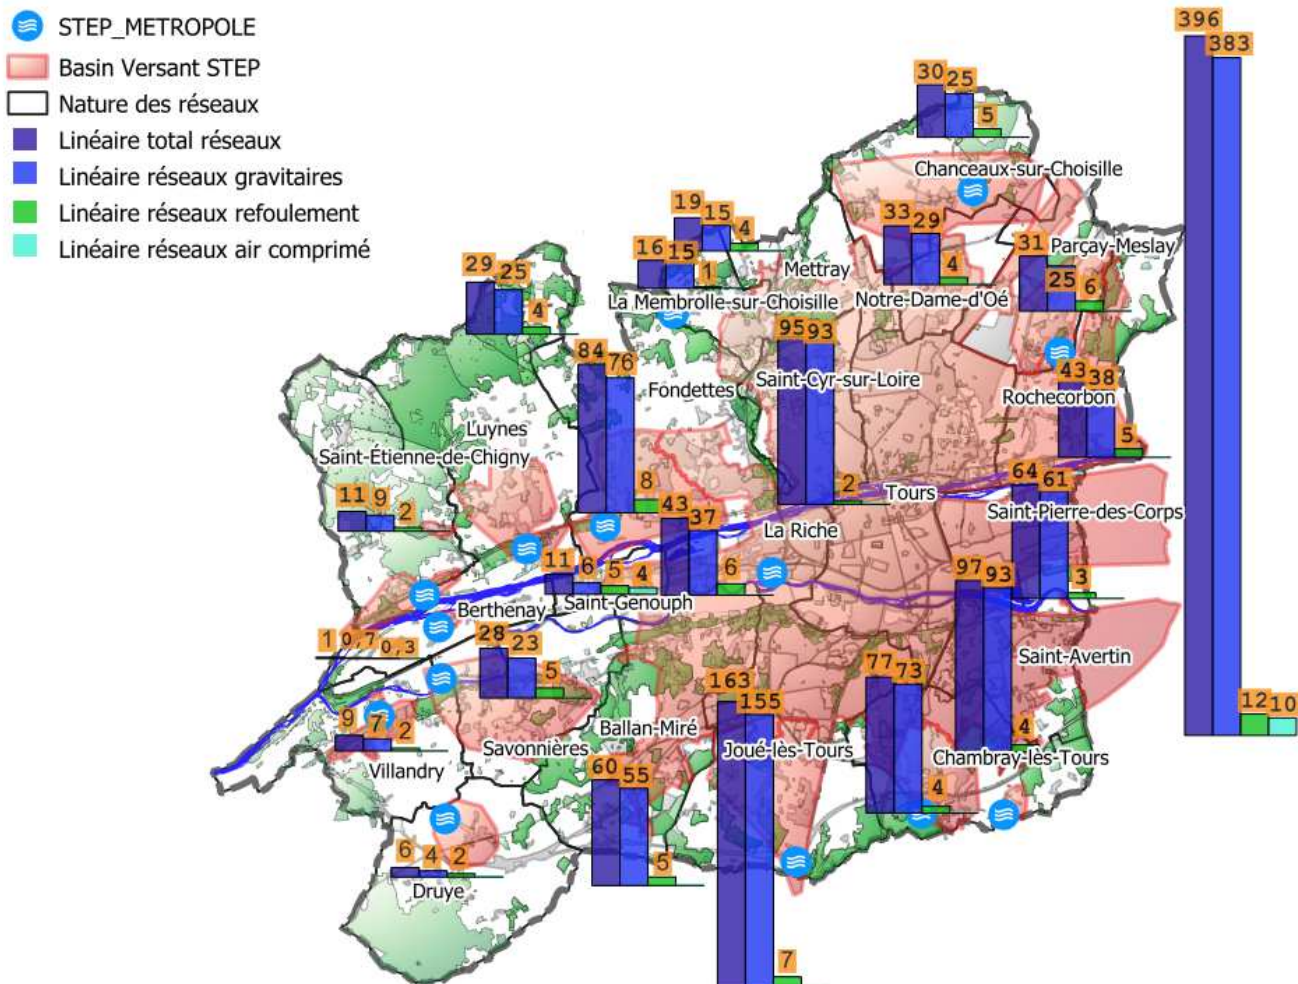 STEP_METROPOLE
Basin Versant STEP
Nature des réseaux
Linéaire total réseaux
Linéaire réseaux gravitaires
Linéaire réseaux refoulement
Linéaire réseaux air comprimé
396
383
30
25
5
Chanceaux-sur-Choisille
19
15
4
33
29
4
31
25
6
Parçay-Meslay
16
15
1
Mettray
29
25
4
La Membrolle-sur-Choisille
Notre-Dame-d'Oé
95
93
84
76
43
38
Fondettes
Saint-Cyr-sur-Loire
Rochecorbon
Luynes
Saint-Étienne-de-Chigny
5
64
61
8
2
Tours
11
9
2
43
37
La Riche
Saint-Pierre-des-Corps
11
6
5
4
6
97
93
3
Berthenay
Saint-Genouph
1
0,7
0,3
28
23
5
Saint-Avertin
163
155
77
73
12
10
9
7
2
Ballan-Miré
Savonnières
Joué-lès-Tours
4
Chambray-lès-Tours
Villandry
60
55
4
6
4
2
5
Druye
7